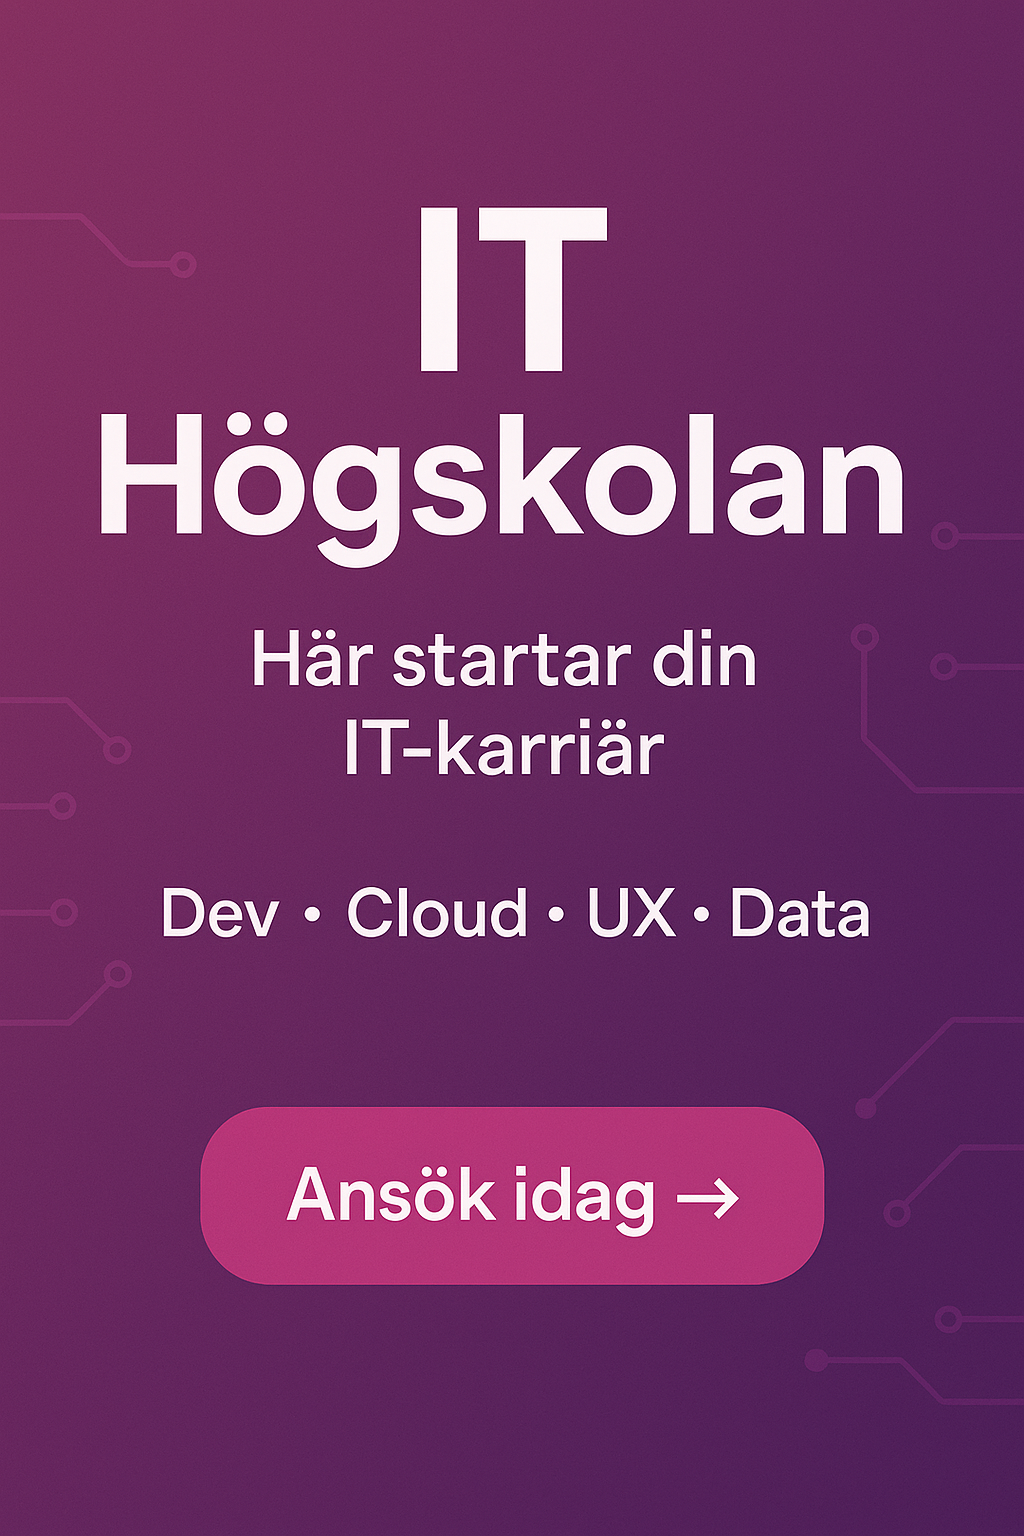 IT
Högskolan
Här startar din
IT-karriär
Dev • Cloud • UX • Data
Ansök idag →